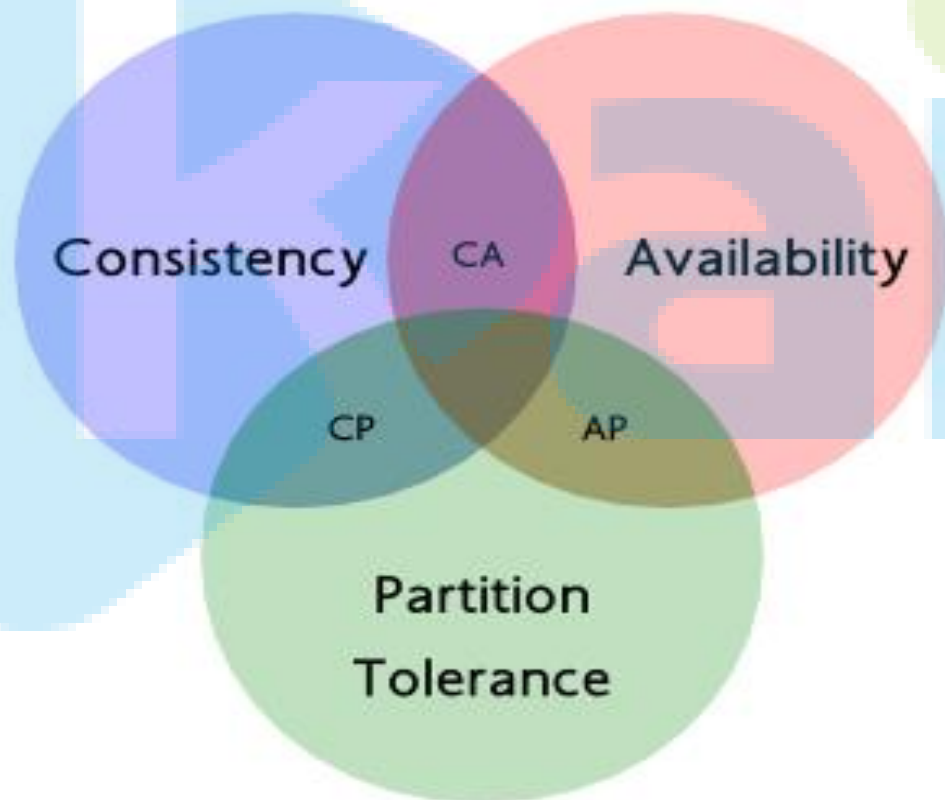 Consistency
CA
Availability
CP
AP
Partition
Tolerance